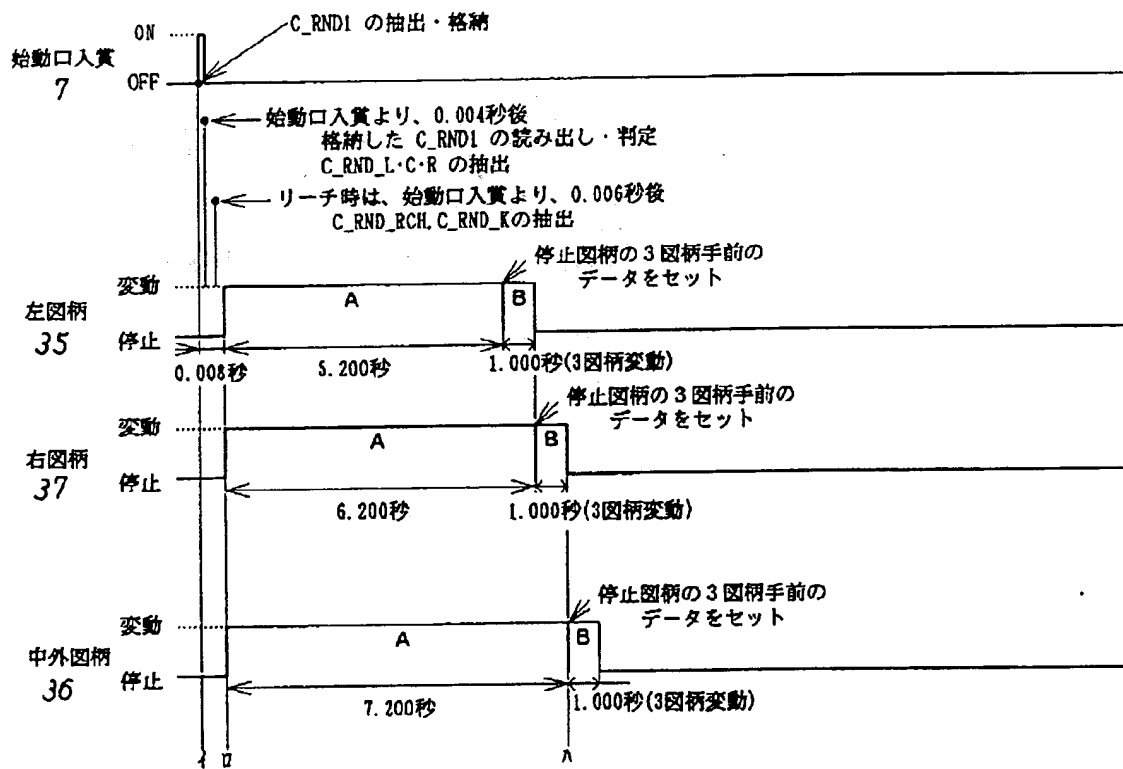 ON
C_RND1 の抽出・格納
始動口入賞
7
OFF
始動口入賞より、0.004秒後
格納した C_RND1 の読み出し・判定
C_RND_L・C・R の抽出
リーチ時は、始動口入賞より、0.006秒後
C_RND_RCH,C_RND_Kの抽出
停止図柄の3図柄手前の
データをセット
変動
A
B
左図柄
35
停止
0.008秒
5.200秒
1.000秒(3図柄変動)
停止図柄の3図柄手前の
データをセット
変動
A
B
右図柄
37
停止
6.200秒
1.000秒(3図柄変動)
停止図柄の3図柄手前の
データをセット
変動
A
B
中外図柄
36
停止
7.200秒
1.000秒(3図柄変動)
イ ロ ハ